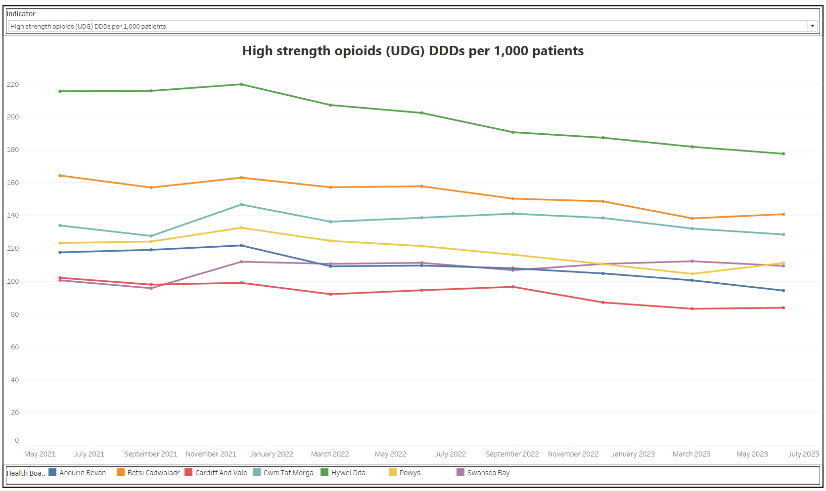 Indicator
High strength opioids (UDG) DDDs per 1,000 patients
High strength opioids (UDG) DDDs per 1,000 patients
220
200
180
160
140
120
100
80
60
40
20
0
May 2021 July 2021 September 2021 November 2021 January 2022 March 2022 May 2022 July 2022 September 2022 November 2022 January 2023 March 2023 May 2023 July 2023
Health Boa.. Aneurin Bevan Betsi Cadwaladr Cardiff And Vale Cwm Taf Morga Hywel Dda Powys Swansea Bay